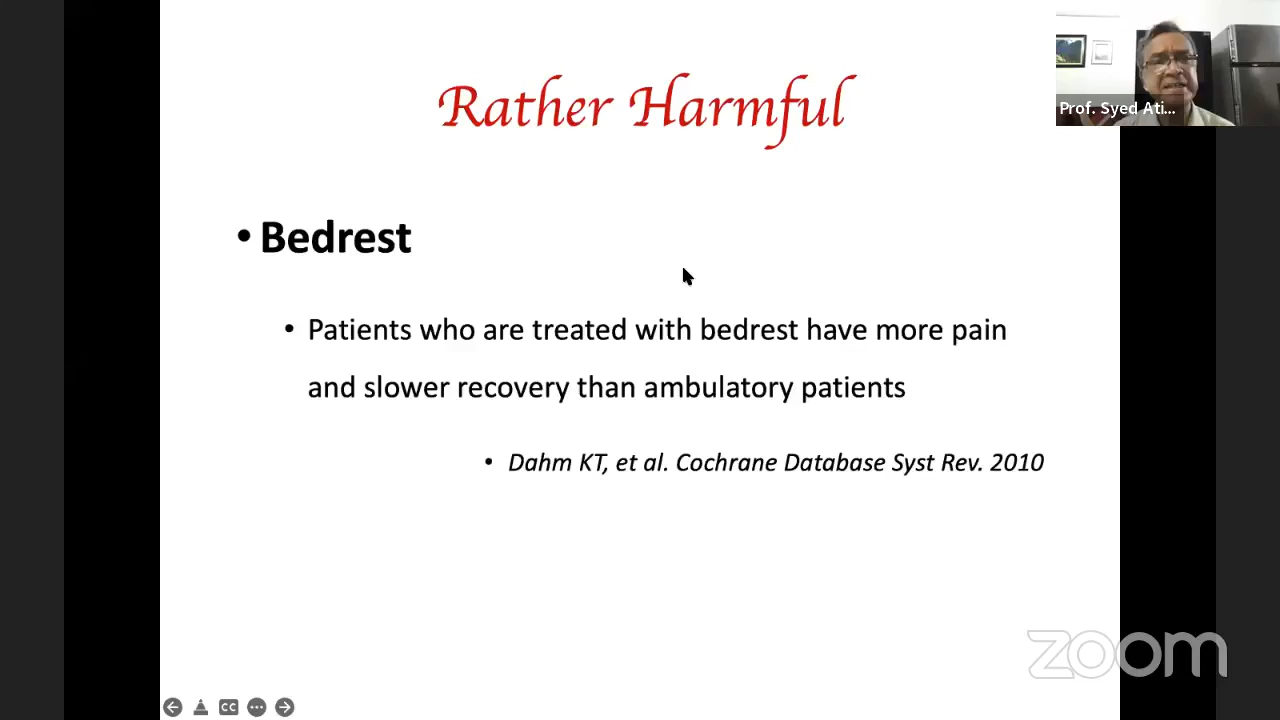 Rather Harmful
Prof. Syed Ati...
• Bedrest
• Patients who are treated with bedrest have more pain
and slower recovery than ambulatory patients
• Dahm KT, et al. Cochrane Database Syst Rev. 2010
zoom
CC